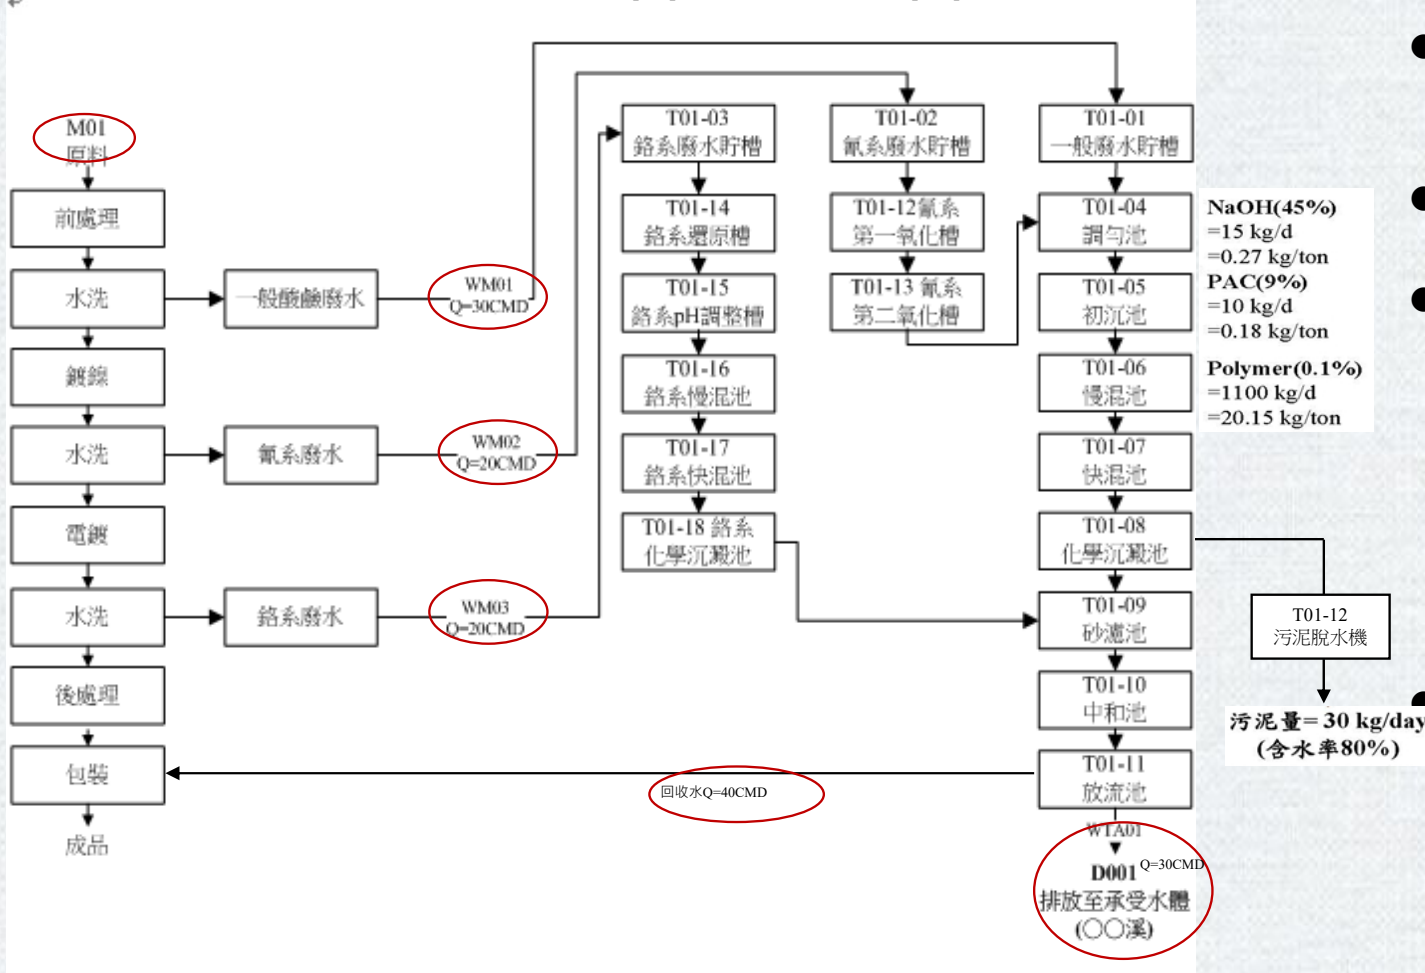 M01
原料
前處理
水洗
鍍鎳
水洗
電鍍
水洗
後處理
包裝
成品
一般酸鹼廢水
氰系廢水
鉻系廢水
WM01
Q=30CMD
WM02
Q=20CMD
WM03
Q=20CMD
T01-03
鉻系廢水貯槽
T01-14
鉻系還原槽
T01-15
鉻系pH調整槽
T01-16
鉻系慢混池
T01-17
鉻系快混池
T01-18 鉻系
化學沉澱池
T01-02
氰系廢水貯槽
T01-12氰系
第一氧化槽
T01-13 氰系
第二氧化槽
T01-01
一般廢水貯槽
T01-04
調勻池
T01-05
初沉池
T01-06
慢混池
T01-07
快混池
T01-08
化學沉澱池
T01-09
砂濾池
T01-10
中和池
T01-11
放流池
回收水Q=40CMD
WTA01
D001 Q=30CMD
排放至承受水體
(○○溪)
NaOH(45%)
=15 kg/d
=0.27 kg/ton
PAC(9%)
=10 kg/d
=0.18 kg/ton
Polymer(0.1%)
=1100 kg/d
=20.15 kg/ton
T01-12
污泥脫水機
污泥量= 30 kg/day
(含水率80%)